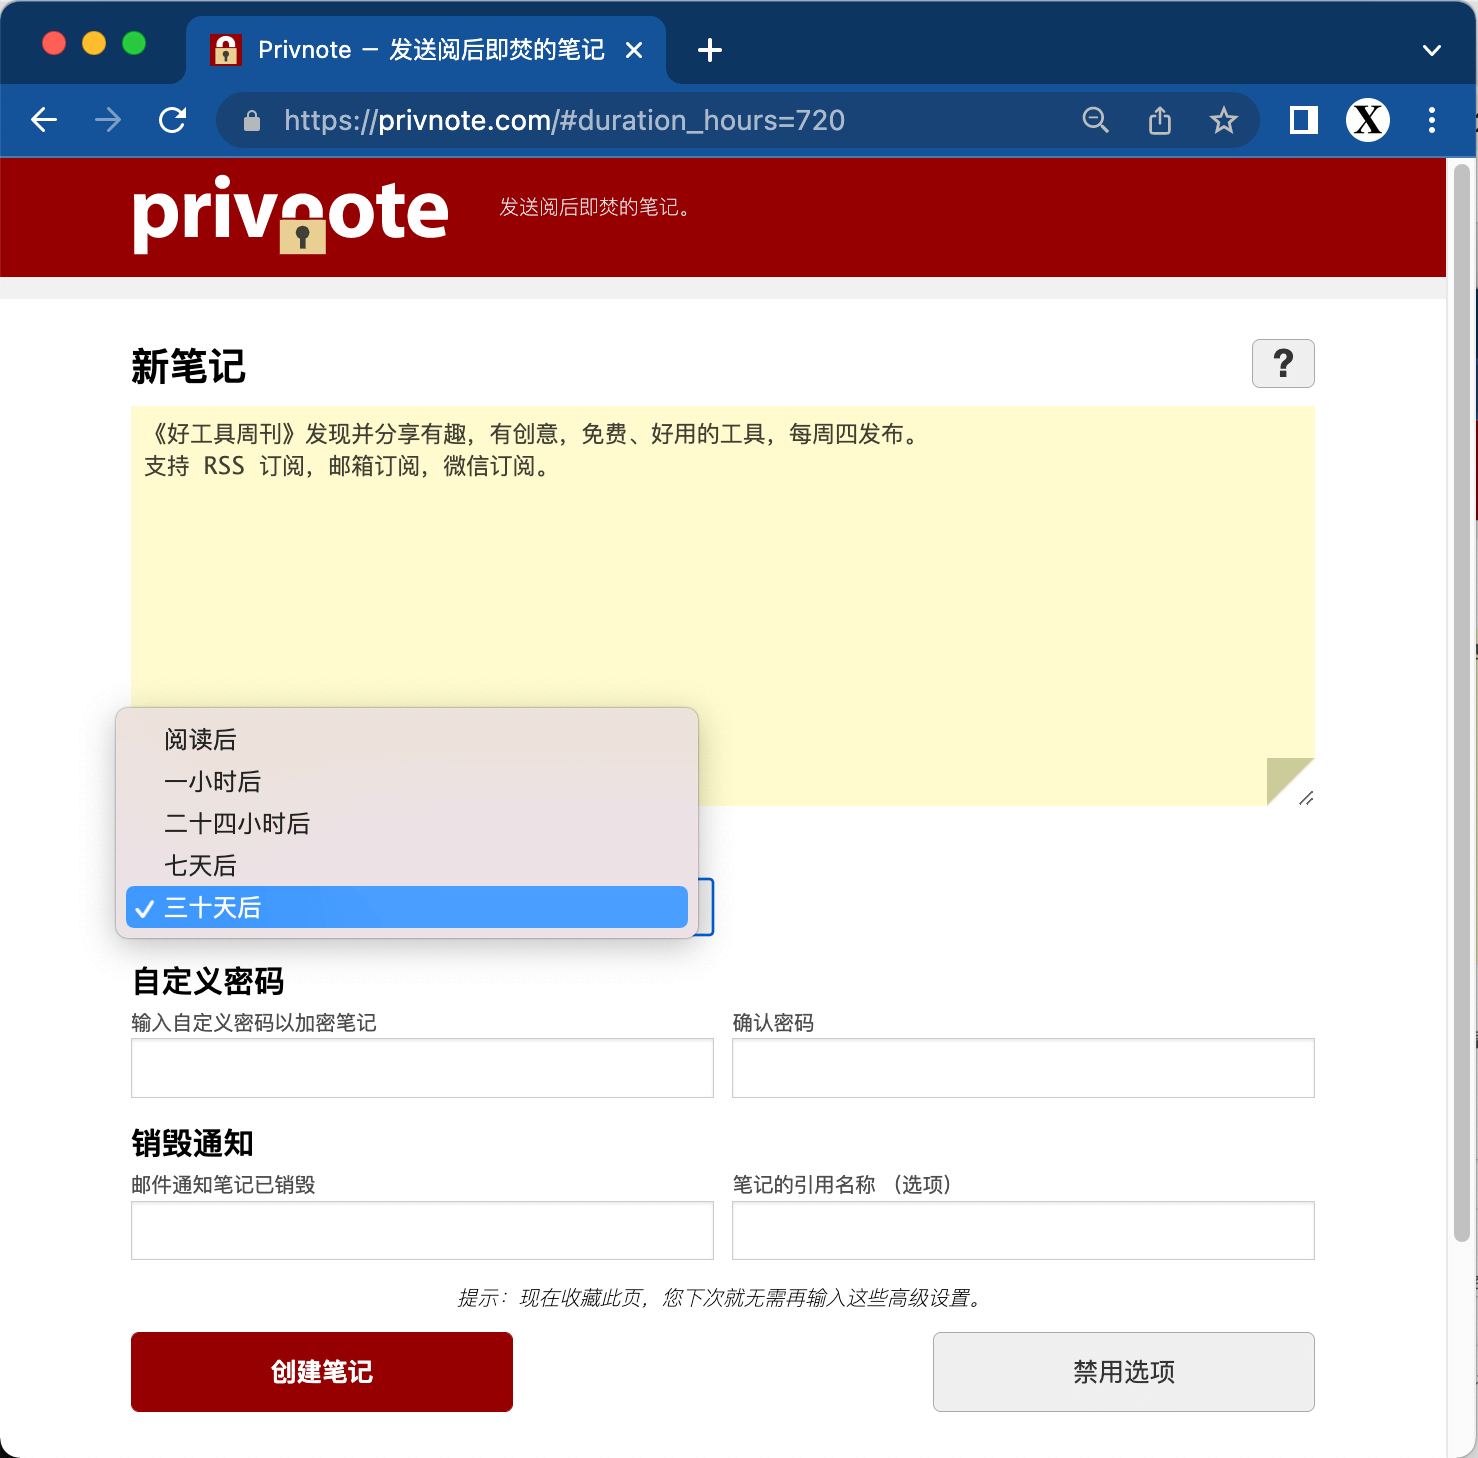 Privnote — 发送阅后即焚的笔记
https://privnote.com/#duration_hours=720
privnote
发送阅后即焚的笔记。
新笔记
?
《好工具周刊》发现并分享有趣，有创意，免费、好用的工具，每周四发布。
支持 RSS 订阅，邮箱订阅，微信订阅。
阅读后
一小时后
二十四小时后
七天后
三十天后
自定义密码
输入自定义密码以加密笔记
确认密码
销毁通知
邮件通知笔记已销毁
笔记的引用名称 （选项）
提示：现在收藏此页，您下次就无需再输入这些高级设置。
创建笔记
禁用选项